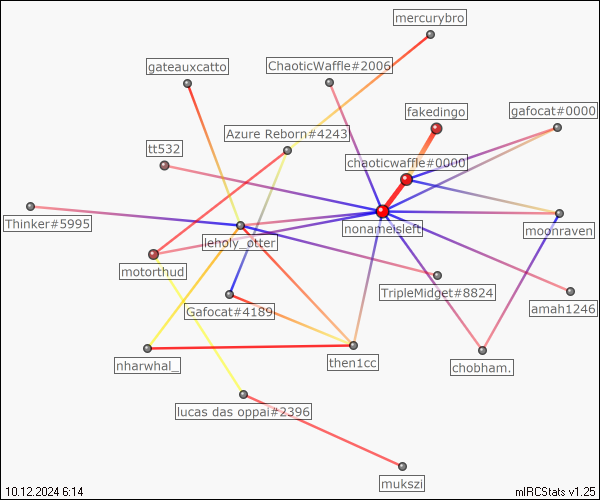 mercurybro
gateauxcatto
ChaoticWaffle#2006
fakedingo
gafocat#0000
Azure Reborn#4243
tt532
chaoticwaffle#0000
Thinker#5995
nonameisleft
moonraven
leholy_otter
motorthud
TripleMidget#8824
amah1246
Gafocat#4189
nharwhal_
then1cc
chobham.
lucas das oppai#2396
mukszi
10.12.2024 6:14
mIRCStats v1.25